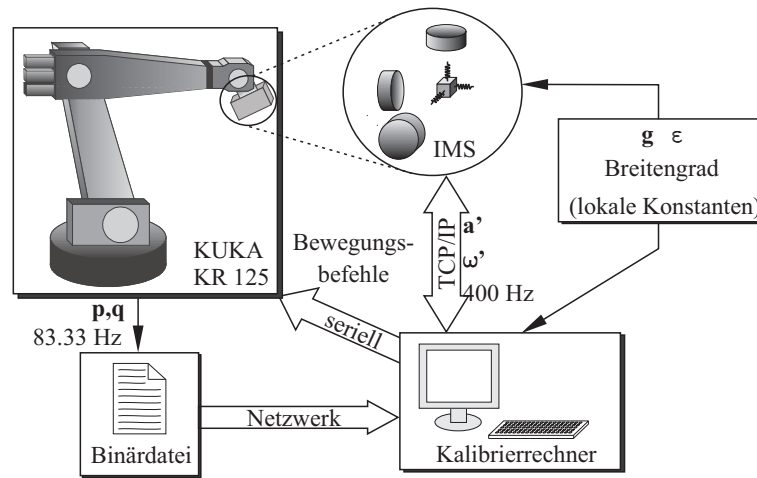 IMS
g ε
Breitengrad
(lokale Konstanten)
KUKA
KR 125
Bewegungs-
befehle
TCP/IP
a’
ω’
400 Hz
p,q
83.33 Hz
seriell
Binärdatei
Netzwerk
Kalibrierrechner